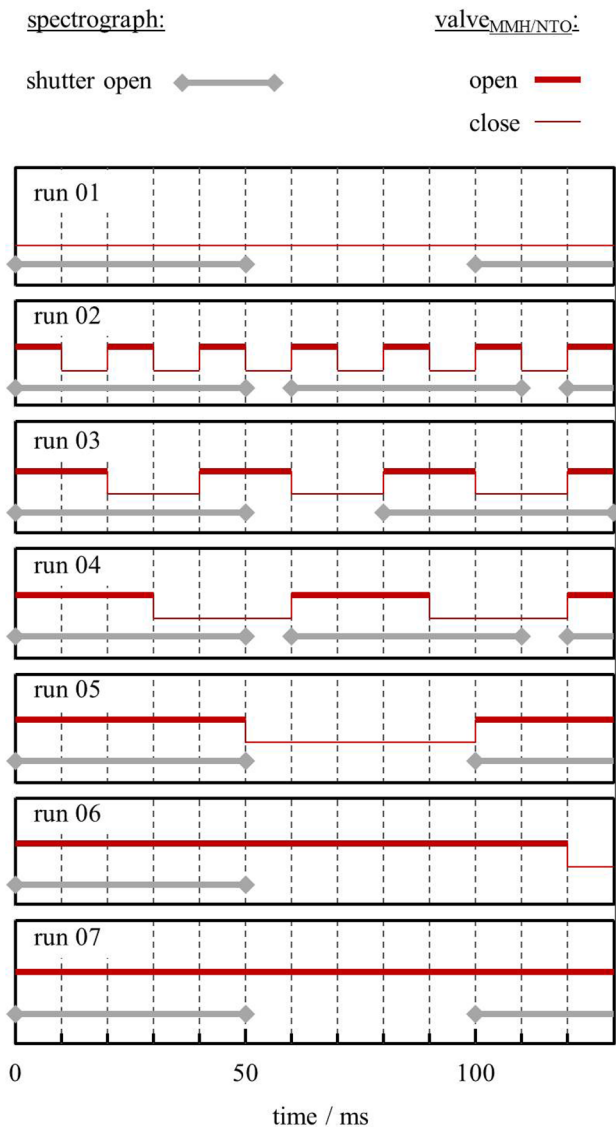 spectrograph:
valveMMH/NTO:
shutter open
open
close
run 01
run 02
run 03
run 04
run 05
run 06
run 07
0 50 100
time / ms